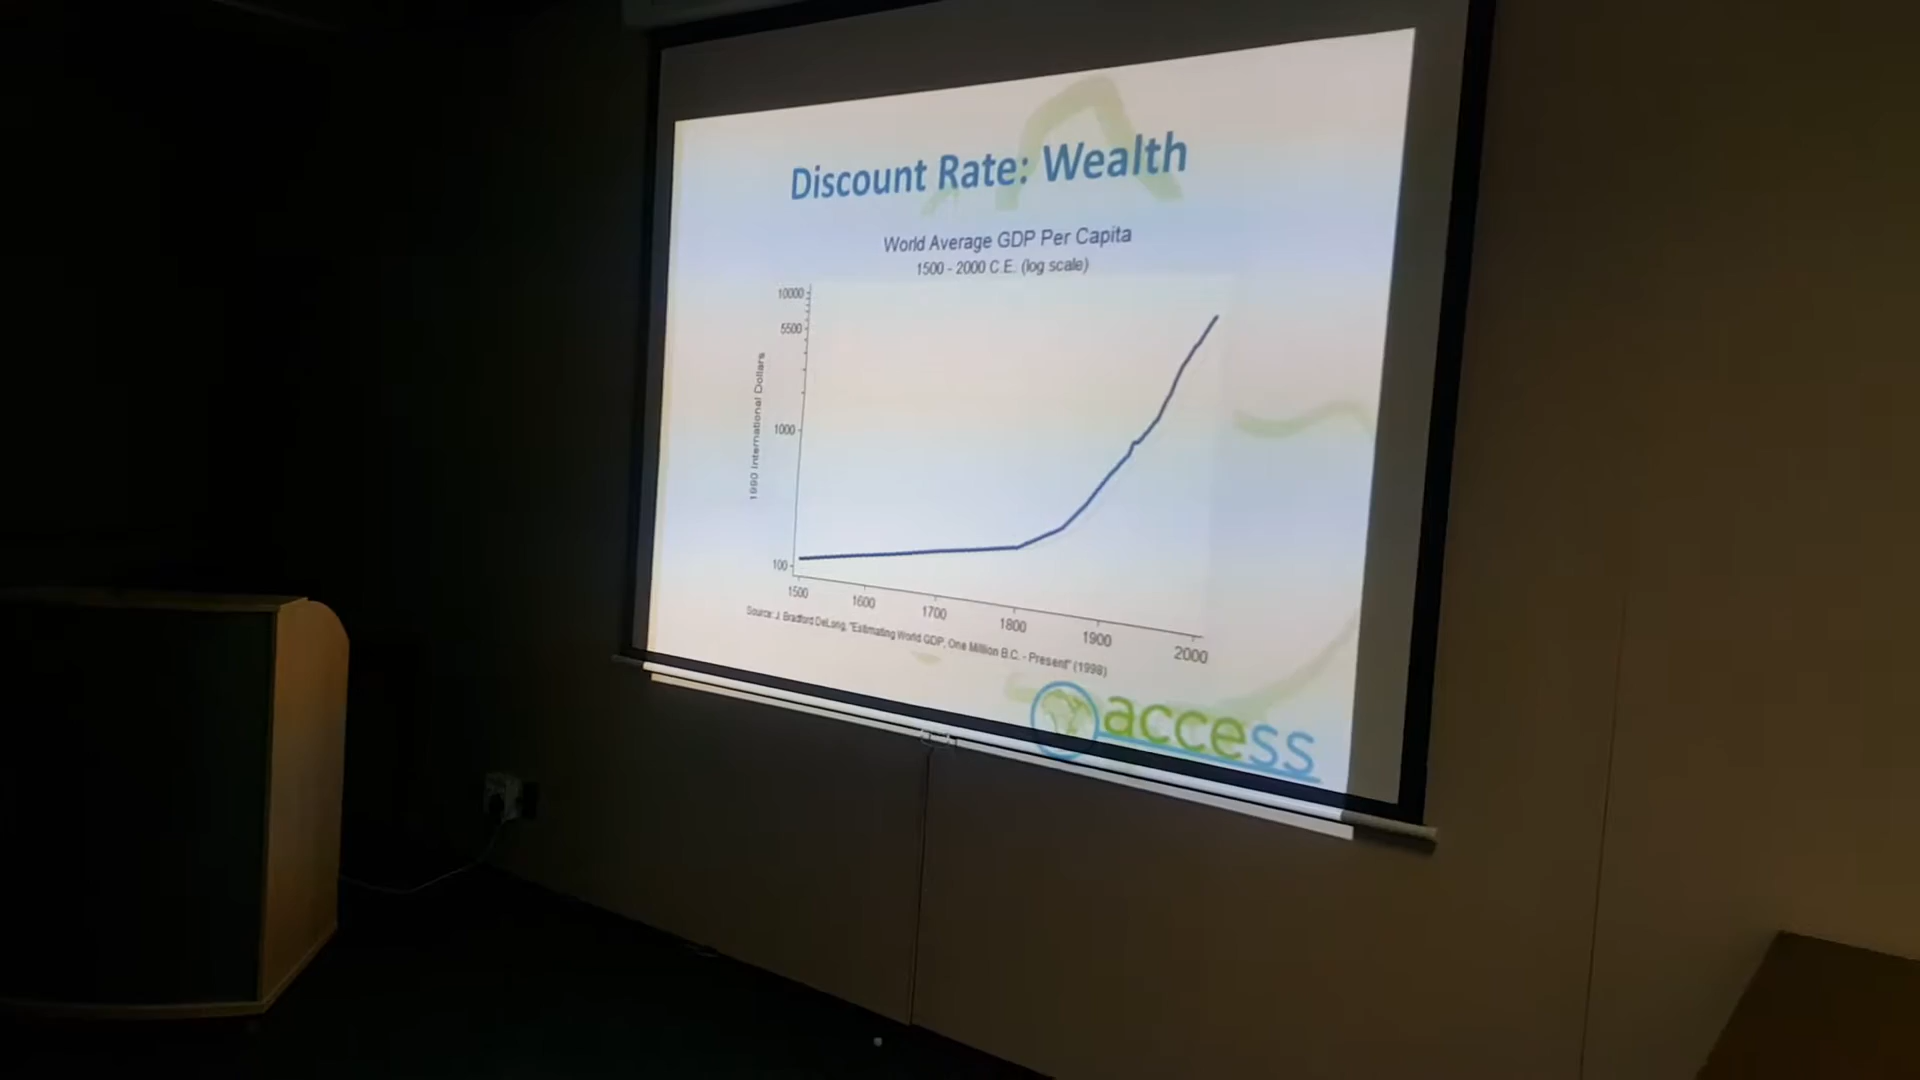 Discount Rate: Wealth
World Average GDP Per Capita
1500 - 2000 C.E. (log scale)
10000
5500
1000
100
1990 International Dollars
1500
1600
1700
1800
1900
2000
Source: J. Bradford DeLong, "Estimating World GDP, One Million B.C. - Present" (1998)
access